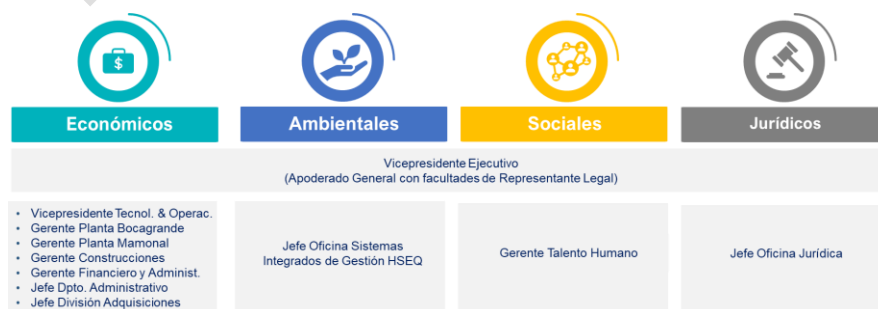 $
Económicos
Ambientales
Sociales
Jurídicos
Vicepresidente Ejecutivo
(Apoderado General con facultades de Representante Legal)
• Vicepresidente Tecnol. & Operac.
• Gerente Planta Bocagrande
• Gerente Planta Mamonal
• Gerente Construcciones
• Gerente Financiero y Administ.
• Jefe Dpto. Administrativo
• Jefe División Adquisiciones
Jefe Oficina Sistemas
Integrados de Gestión HSEQ
Gerente Talento Humano
Jefe Oficina Jurídica